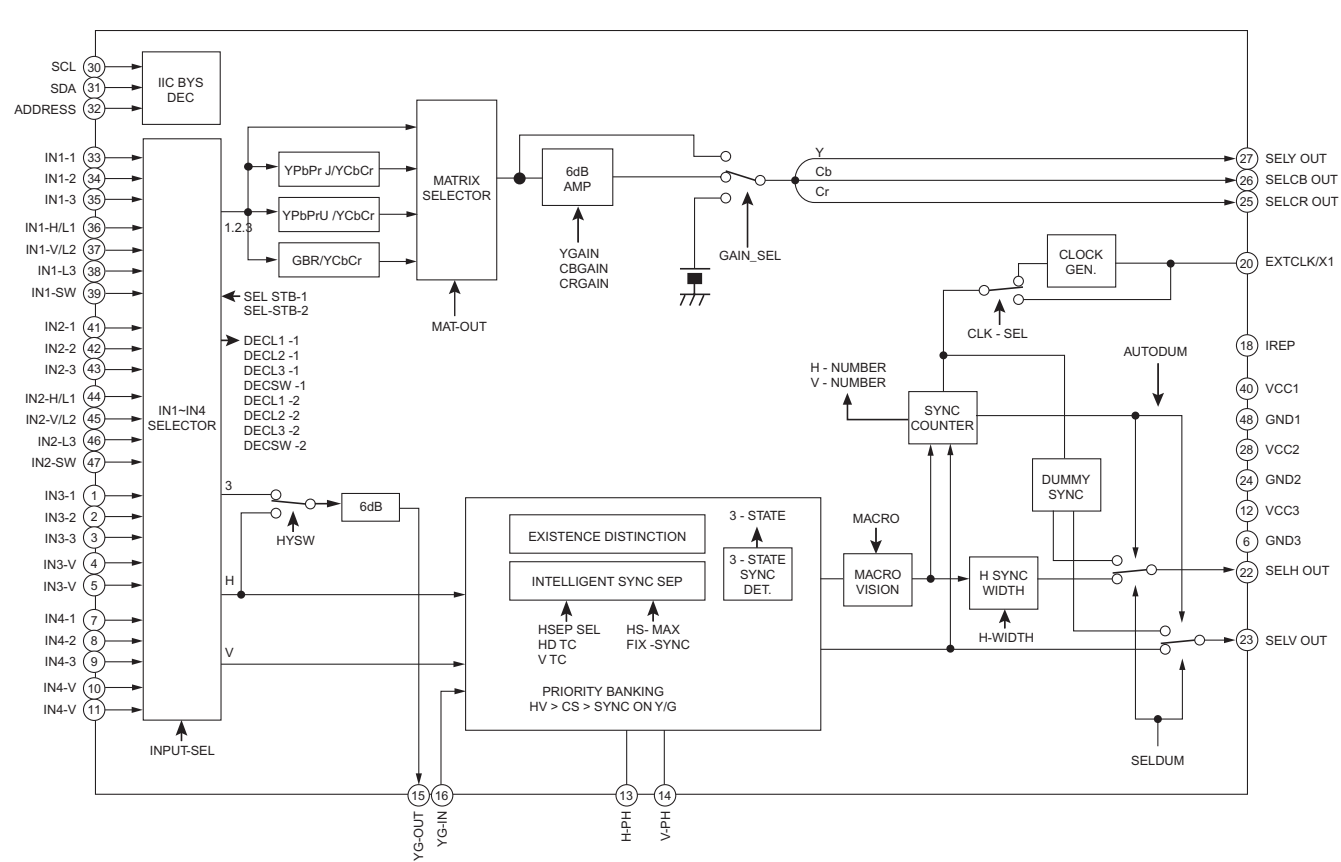 SCL 30
SDA 31
ADDRESS 32
IIC BYS
DEC
IN1-1 33
IN1-2 34
IN1-3 35
IN1-H/L1 36
IN1-V/L2 37
IN1-L3 38
IN1-SW 39
IN2-1 41
IN2-2 42
IN2-3 43
IN2-H/L1 44
IN2-V/L2 45
IN2-L3 46
IN2-SW 47
IN3-1 1
IN3-2 2
IN3-3 3
IN3-V 4
IN3-V 5
IN4-1 7
IN4-2 8
IN4-3 9
IN4-V 10
IN4-V 11
IN1~IN4
SELECTOR
INPUT-SEL
1.2.3
YPbPr J/YCbCr
YPbPrU /YCbCr
GBR/YCbCr
MATRIX
SELECTOR
MAT-OUT
6dB
AMP
YGAIN
CBGAIN
CRGAIN
GAIN_SEL
Y
Cb
Cr
27 SELY OUT
26 SELCB OUT
25 SELCR OUT
SEL STB-1
SEL-STB-2
DECL1 -1
DECL2 -1
DECL3 -1
DECSW -1
DECL1 -2
DECL2 -2
DECL3 -2
DECSW -2
CLOCK
GEN.
20 EXTCLK/X1
CLK - SEL
18 IREP
40 VCC1
48 GND1
28 VCC2
24 GND2
12 VCC3
6 GND3
22 SELH OUT
23 SELV OUT
AUTODUM
H - NUMBER
V - NUMBER
SYNC
COUNTER
DUMMY
SYNC
3
HYSW
6dB
H
V
EXISTENCE DISTINCTION
INTELLIGENT SYNC SEP
HSEP SEL
HD TC
V TC
HS- MAX
FIX -SYNC
3 - STATE
3 - STATE
SYNC
DET.
PRIORITY BANKING
HV > CS > SYNC ON Y/G
MACRO
MACRO
VISION
H SYNC
WIDTH
H-WIDTH
SELDUM
15
16
13
14
YG-OUT
YG-IN
H-PH
V-PH